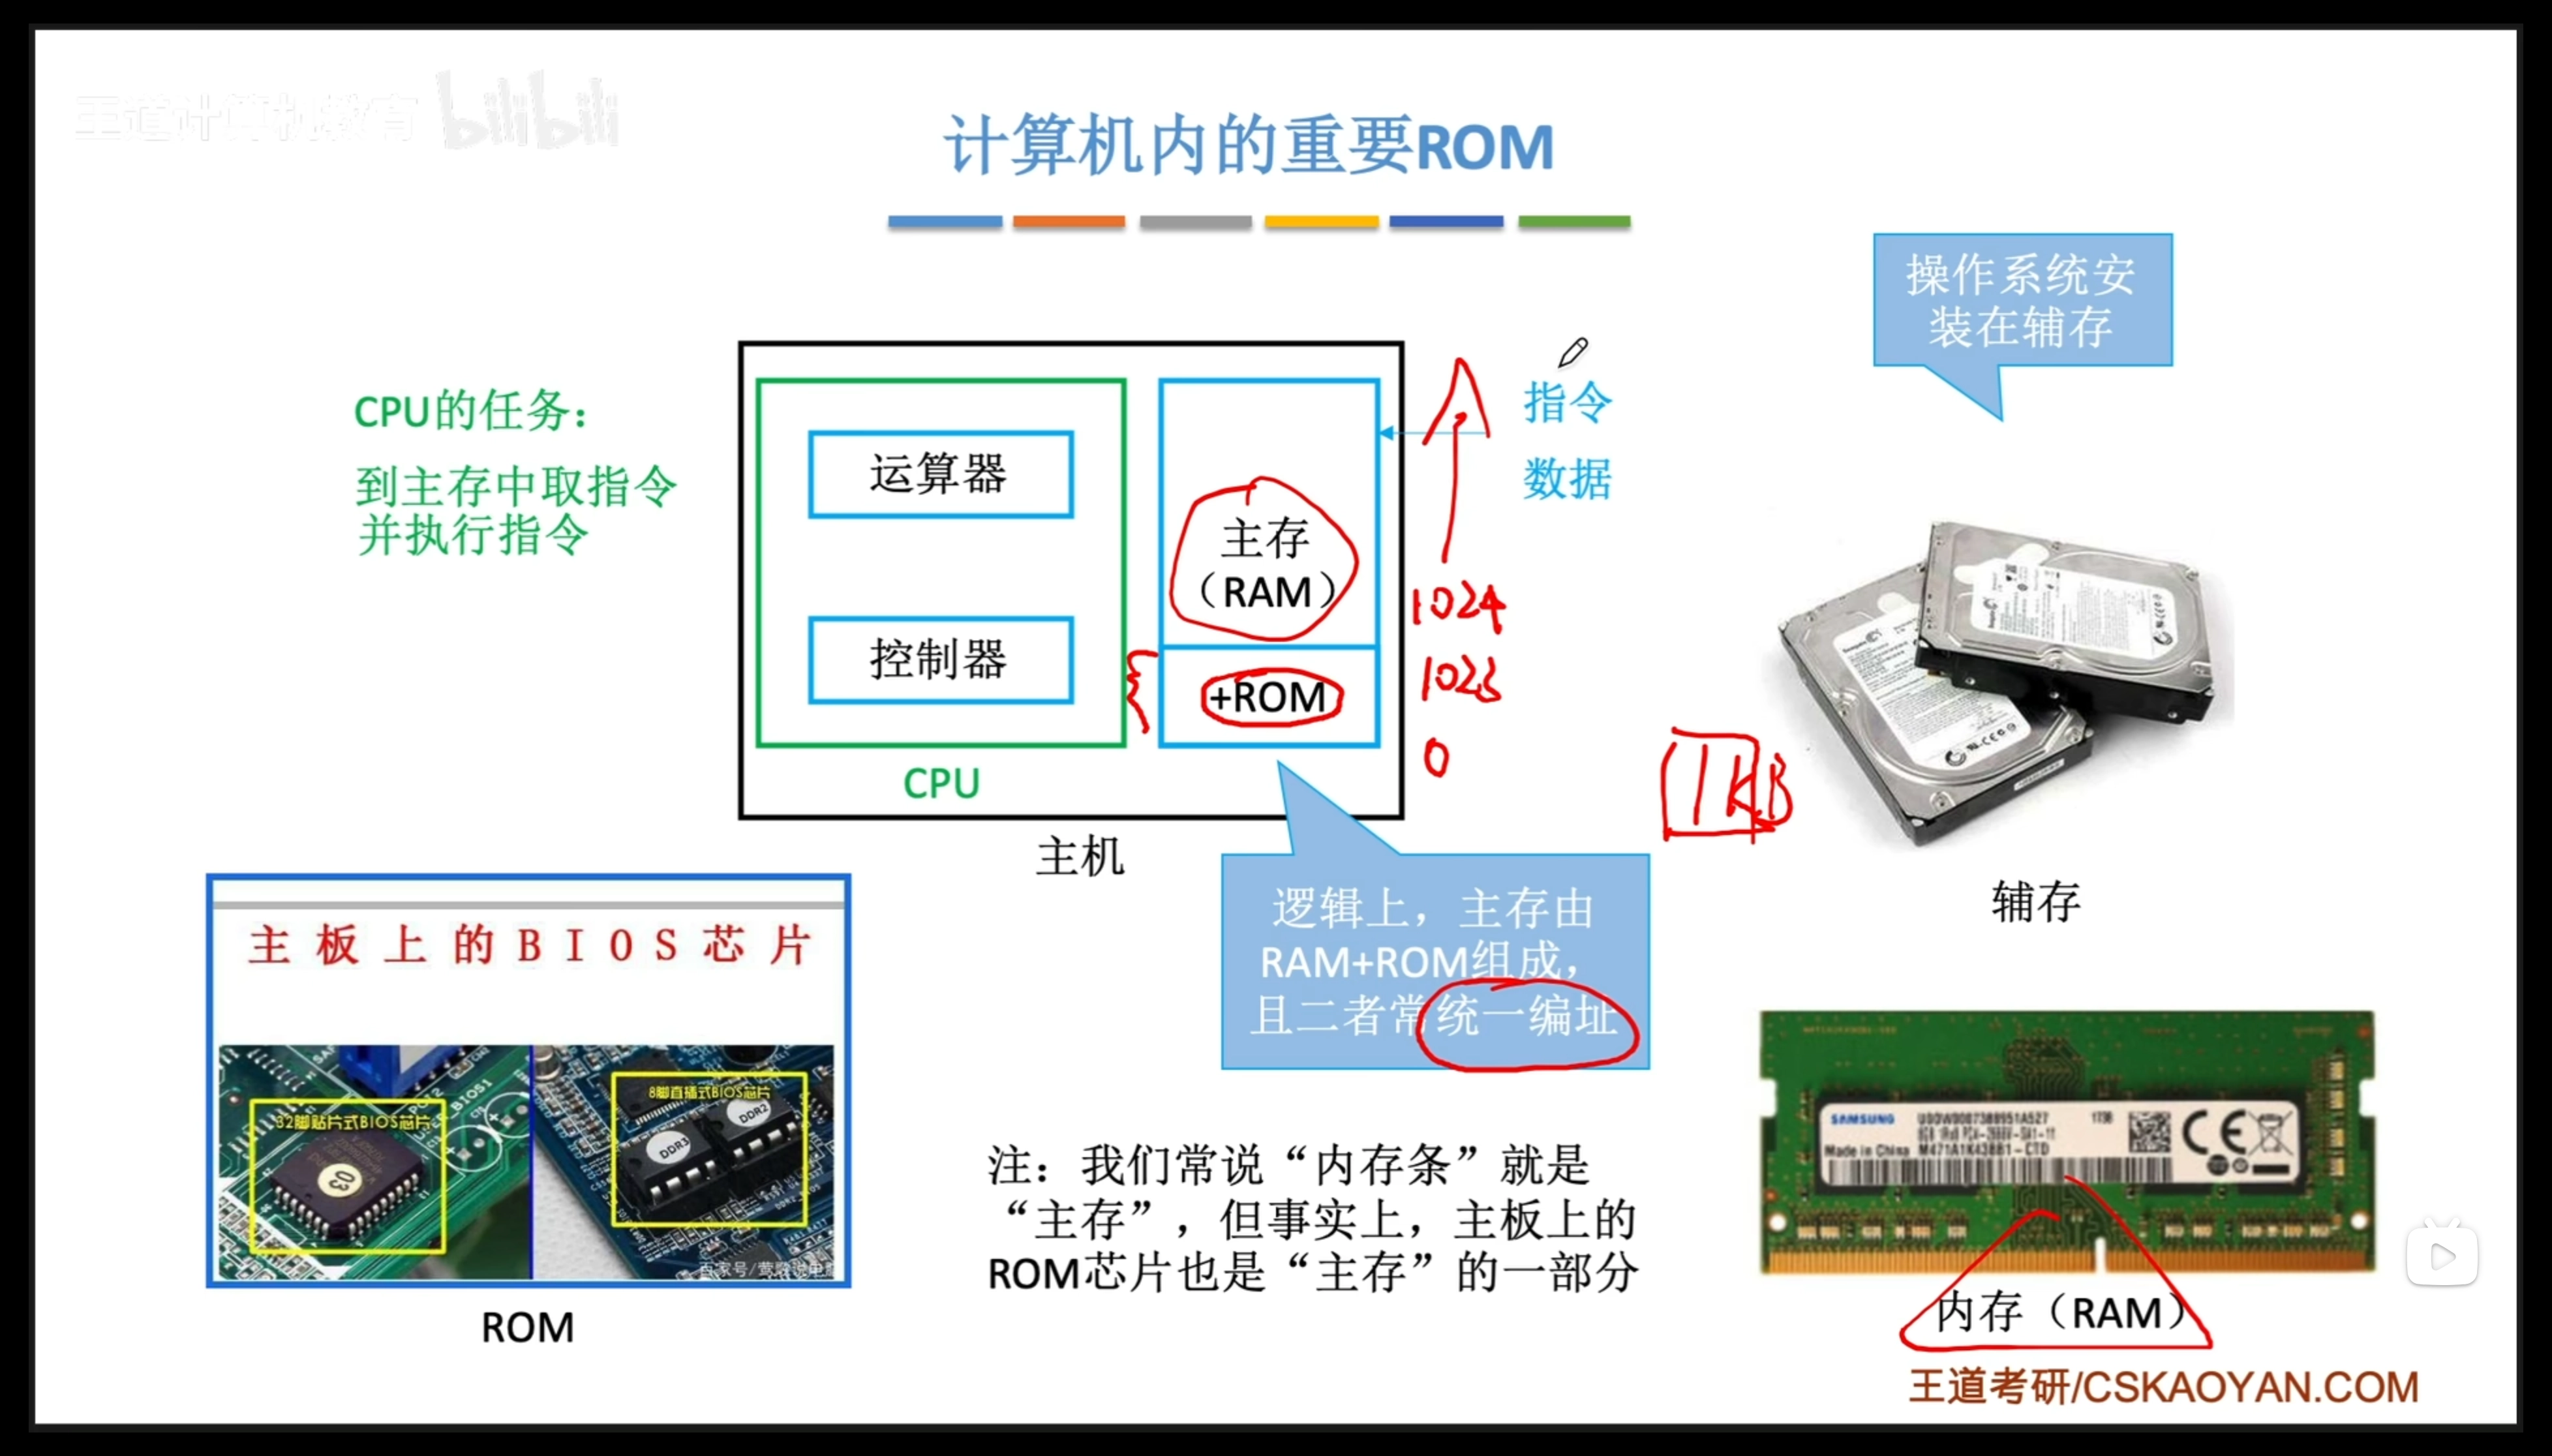 王道计算机教育 bilibili
计算机内的重要ROM
操作系统安
装在辅存
CPU的任务：
到主存中取指令
并执行指令
运算器
控制器
CPU
主存
（RAM）
+ROM
主机
指令
数据
1024
1023
0
1KB
辅存
逻辑上，主存由
RAM+ROM组成，
且二者常统一编址
主板上的BIOS芯片
32脚贴片式BIOS芯片
03
8脚直插式BIOS芯片
DDR3
DDR2
ROM
注：我们常说“内存条”就是
“主存”，但事实上，主板上的
ROM芯片也是“主存”的一部分
SAMSUNG
Made in China
内存（RAM）
王道考研/CSKAOYAN.COM